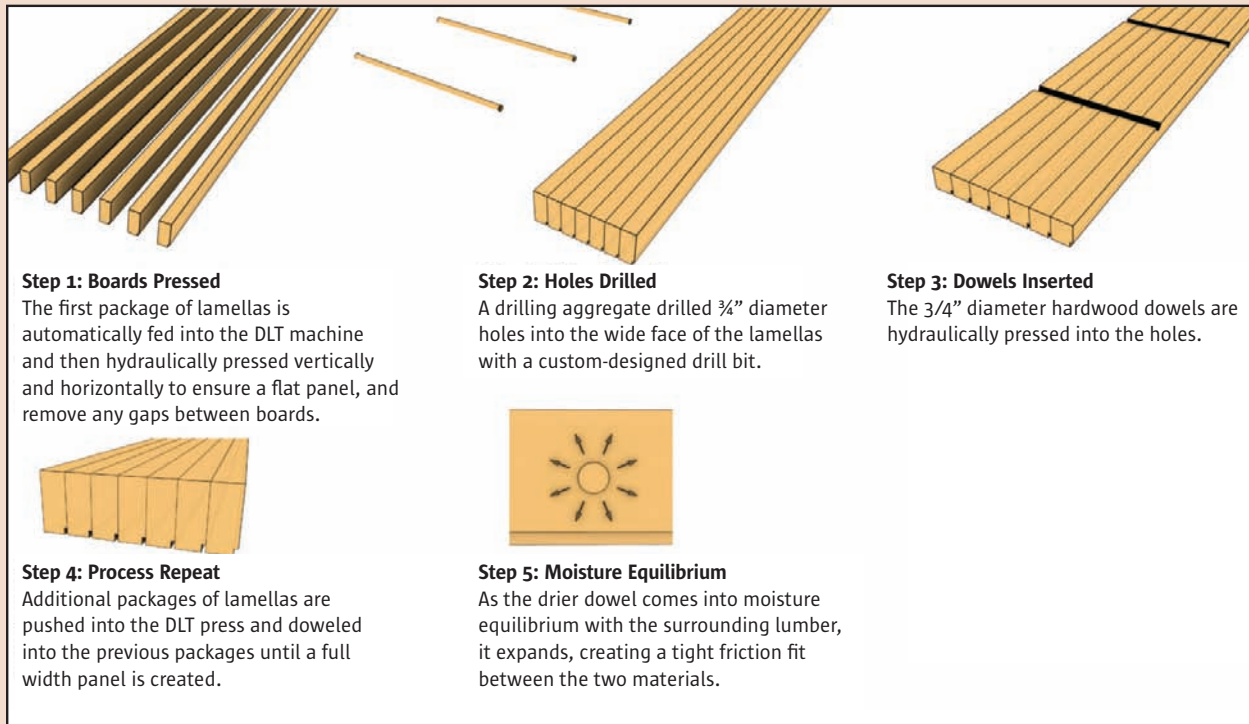 Step 1: Boards Pressed
The first package of lamellas is
automatically fed into the DLT machine
and then hydraulically pressed vertically
and horizontally to ensure a flat panel, and
remove any gaps between boards.
Step 2: Holes Drilled
A drilling aggregate drilled ¾” diameter
holes into the wide face of the lamellas
with a custom-designed drill bit.
Step 3: Dowels Inserted
The 3/4” diameter hardwood dowels are
hydraulically pressed into the holes.
Step 4: Process Repeat
Additional packages of lamellas are
pushed into the DLT press and doweled
into the previous packages until a full
width panel is created.
Step 5: Moisture Equilibrium
As the drier dowel comes into moisture
equilibrium with the surrounding lumber,
it expands, creating a tight friction fit
between the two materials.